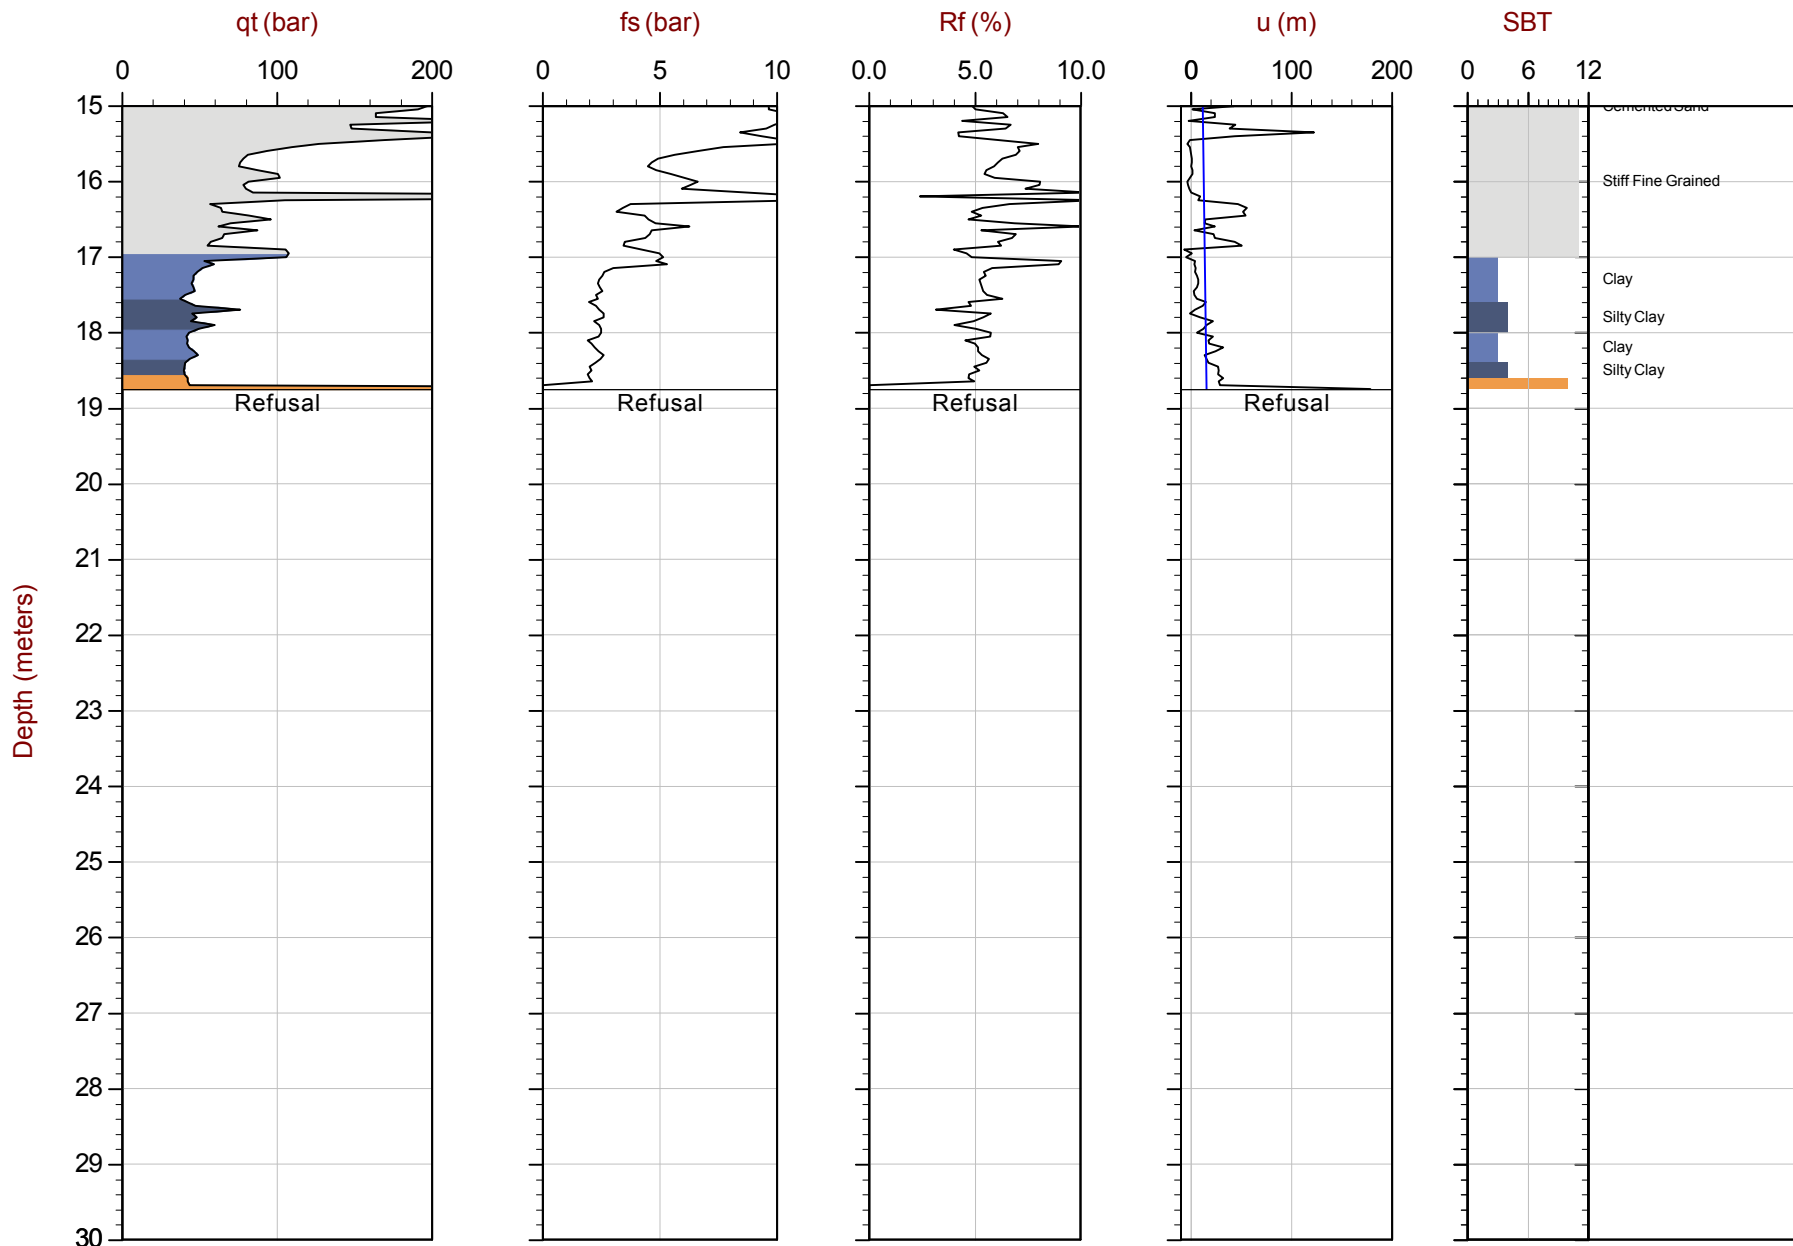 qt (bar) fs (bar) Rf (%) u (m) SBT
0 100 200 0 5 10 0.0 5.0 10.0 0 100 200 0 6 12
15
16 Stiff Fine Grained
17
Clay
Silty Clay
18
Clay
Silty Clay
19 Refusal Refusal Refusal Refusal
20
21
22
Depth (meters)
23
24
25
26
27
28
29
30